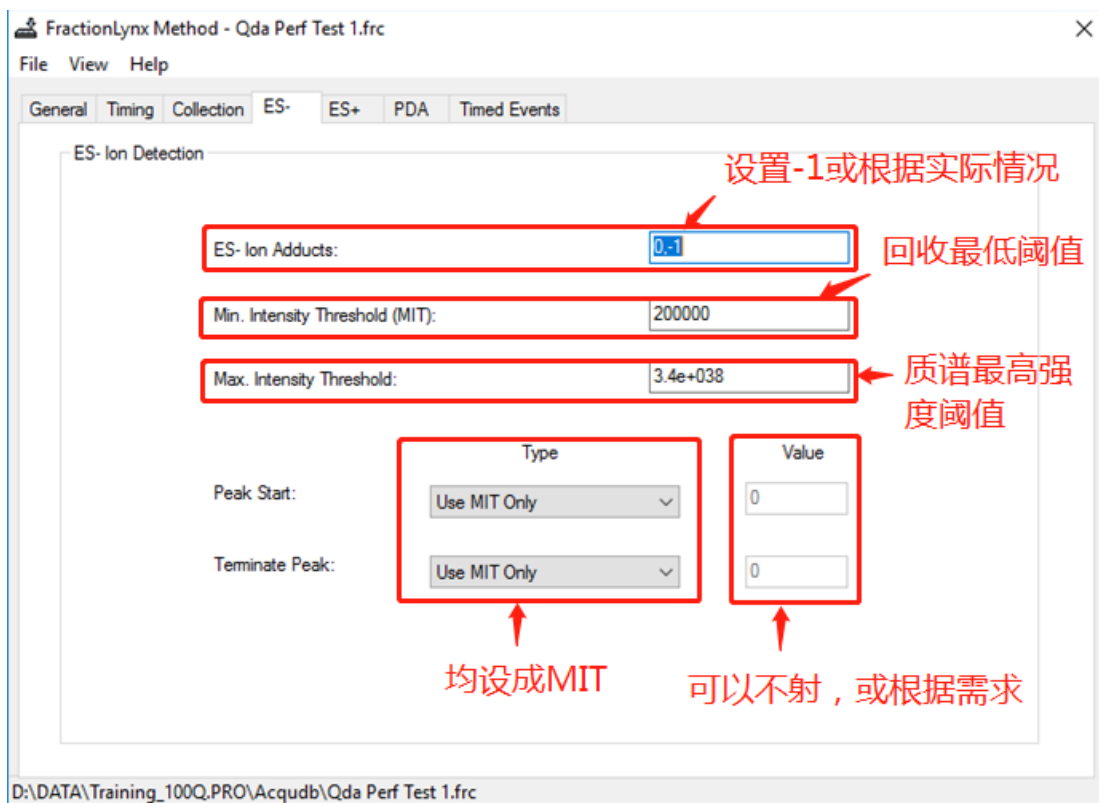 FractionLynx Method - Qda Perf Test 1.frc
File View Help
General Timing Collection ES- ES+ PDA Timed Events
ES- Ion Detection
设置-1或根据实际情况
ES- Ion Adducts: 0,-1
回收最低阈值
Min. Intensity Threshold (MIT): 200000
Max. Intensity Threshold: 3.4e+038
质谱最高强
度阈值
Type Value
Peak Start: Use MIT Only 0
Terminate Peak: Use MIT Only 0
均设成MIT
可以不射，或根据需求
D:\DATA\Training_100Q.PRO\Acqudb\Qda Perf Test 1.frc